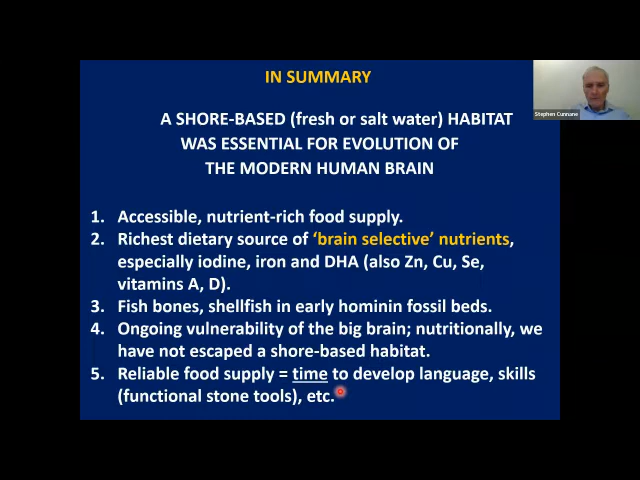 IN SUMMARY
A SHORE-BASED (fresh or salt water) HABITAT
WAS ESSENTIAL FOR EVOLUTION OF
THE MODERN HUMAN BRAIN
1. Accessible, nutrient-rich food supply.
2. Richest dietary source of ‘brain selective’ nutrients,
especially iodine, iron and DHA (also Zn, Cu, Se,
vitamins A, D).
3. Fish bones, shellfish in early hominin fossil beds.
4. Ongoing vulnerability of the big brain; nutritionally, we
have not escaped a shore-based habitat.
5. Reliable food supply = time to develop language, skills
(functional stone tools), etc.
Stephen Cunnane